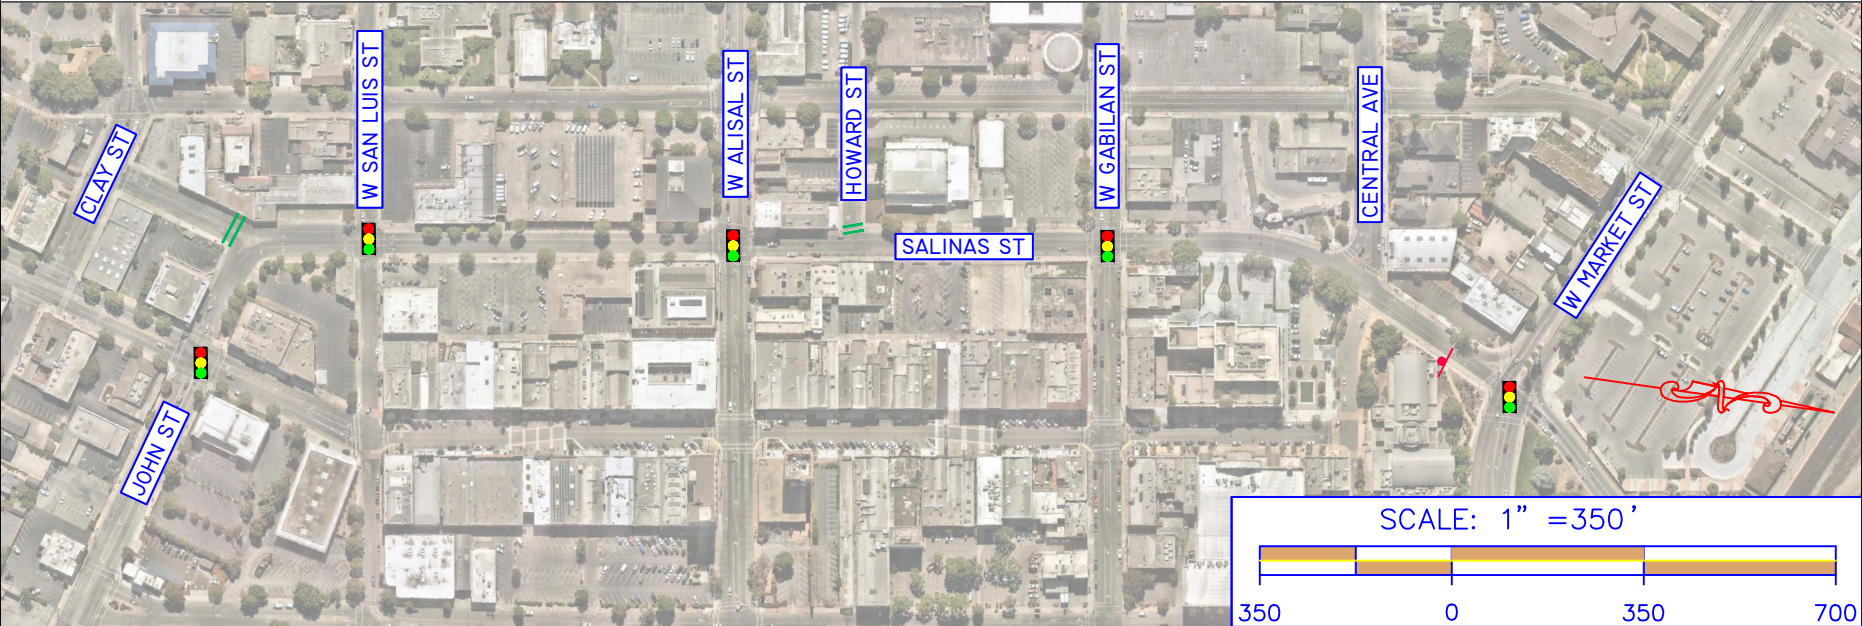 CLAY ST
W SAN LUIS ST
W ALISAL ST
HOWARD ST
W GABILAN ST
CENTRAL AVE
W MARKET ST
SALINAS ST
JOHN ST
SCALE: 1” =350’
350 0 350 700